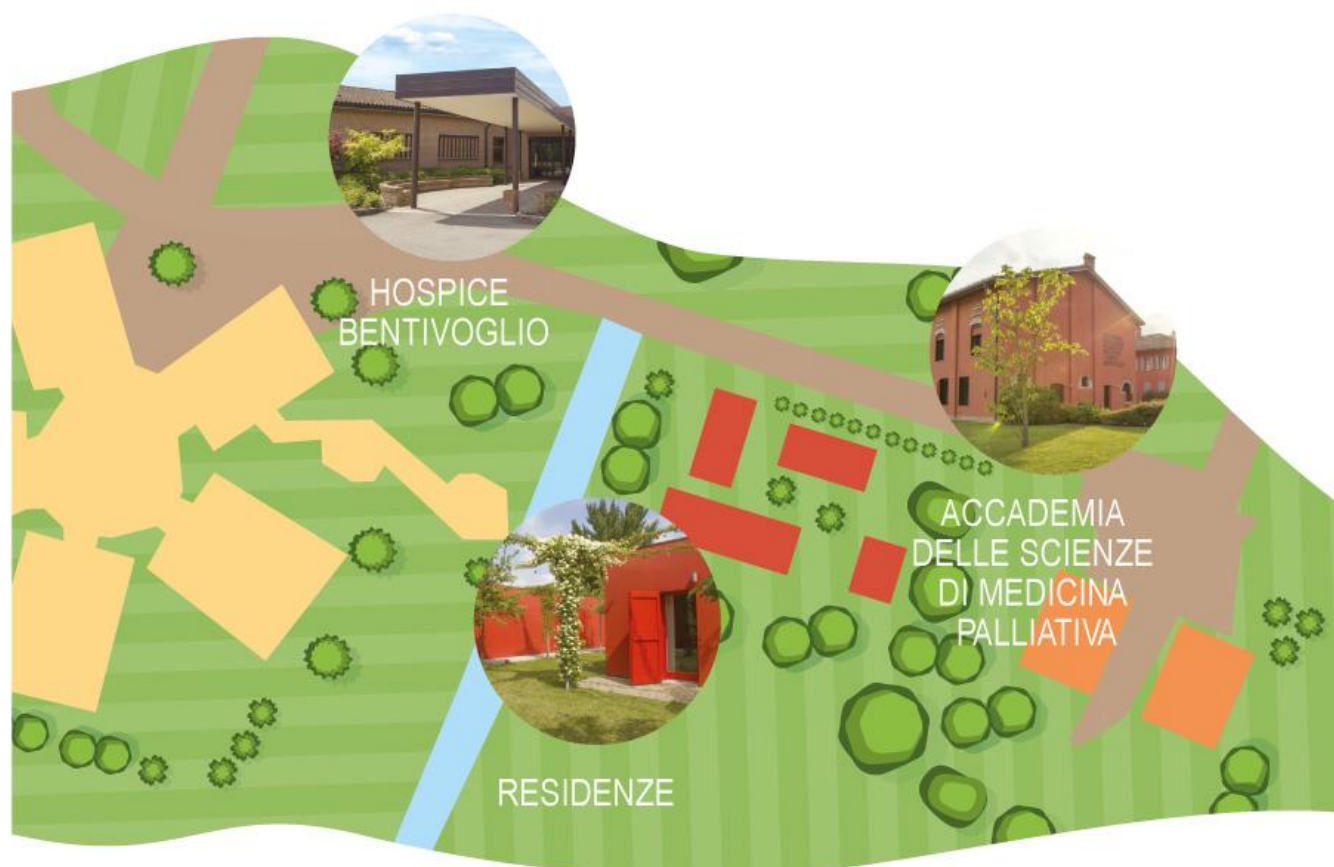 HOSPICE
BENTIVOGLIO
ACCADEMIA
DELLE SCIENZE
DI MEDICINA
PALLIATIVA
RESIDENZE